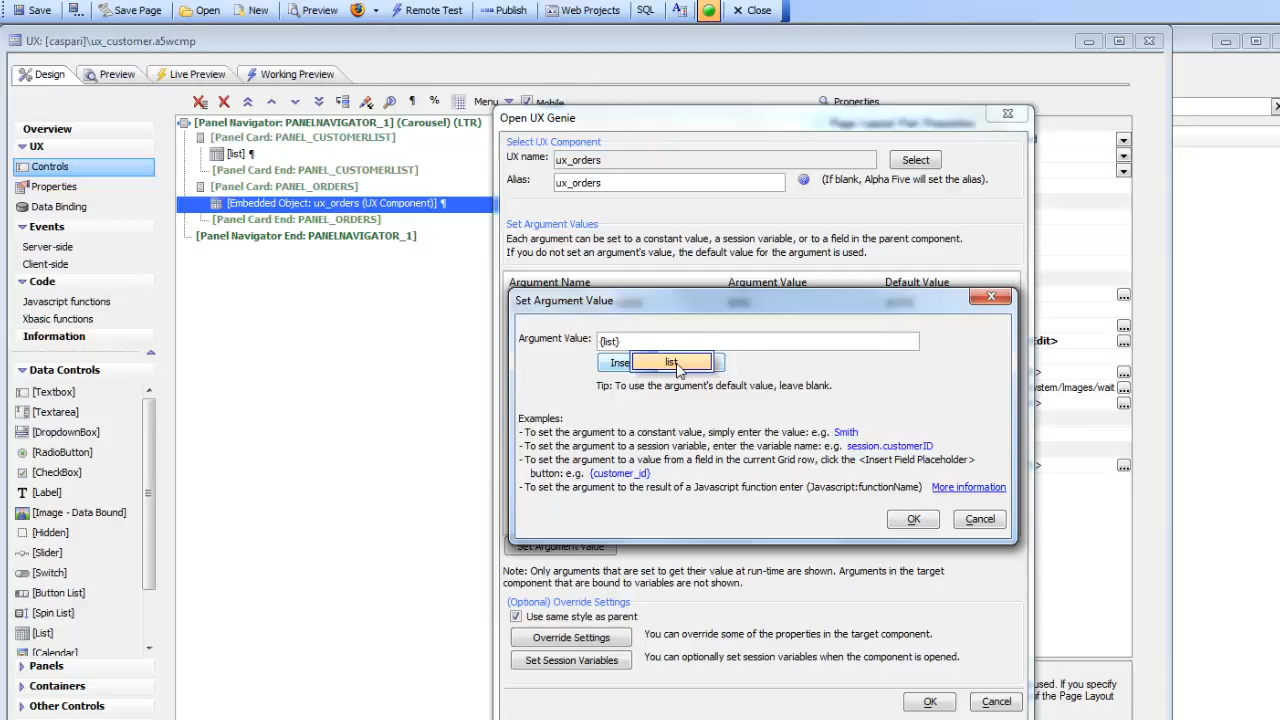 Save Save Page Open New Preview Remote Test Publish Web Projects SQL Close
UX: [caspari]\ux_customer.a5wcmp
Design Preview Live Preview Working Preview
Menu Mobile Properties
Overview
UX
Controls
Properties
Data Binding
Events
Server-side
Client-side
Code
Javascript functions
Xbasic functions
Information
Data Controls
[Textbox]
[Textarea]
[DropdownBox]
[RadioButton]
[CheckBox]
[Label]
[Image - Data Bound]
[Hidden]
[Slider]
[Switch]
[Button List]
[Spin List]
[List]
[Calendar]
Panels
Containers
Other Controls
[Panel Navigator: PANELNAVIGATOR_1] (Carousel) (LTR)
[Panel Card: PANEL_CUSTOMERLIST]
[list] ¶
[Panel Card End: PANEL_CUSTOMERLIST]
[Panel Card: PANEL_ORDERS]
[Embedded Object: ux_orders (UX Component)] ¶
[Panel Card End: PANEL_ORDERS]
[Panel Navigator End: PANELNAVIGATOR_1]
Open UX Genie
Select UX Component
UX name: ux_orders Select
Alias: ux_orders (If blank, Alpha Five will set the alias).
Set Argument Values
Each argument can be set to a constant value, a session variable, or to a field in the parent component.
If you do not set an argument's value, the default value for the argument is used.
Argument Name Argument Value Default Value
Set Argument Value
Argument Value: {list}
Inse list
Tip: To use the argument's default value, leave blank.
Examples:
- To set the argument to a constant value, simply enter the value: e.g. Smith
- To set the argument to a session variable, enter the variable name: e.g. session.customerID
- To set the argument to a value from a field in the current Grid row, click the <Insert Field Placeholder>
button: e.g. {customer_id}
- To set the argument to the result of a Javascript function enter (Javascript:functionName) More information
OK Cancel
Set Argument Value
Note: Only arguments that are set to get their value at run-time are shown. Arguments in the target
component that are bound to variables are not shown.
(Optional) Override Settings
Use same style as parent
Override Settings You can override some of the properties in the target component.
Set Session Variables You can optionally set session variables when the component is opened.
OK Cancel
Edit>
ystem/Images/wait
used. If you specify
of the Page Layout